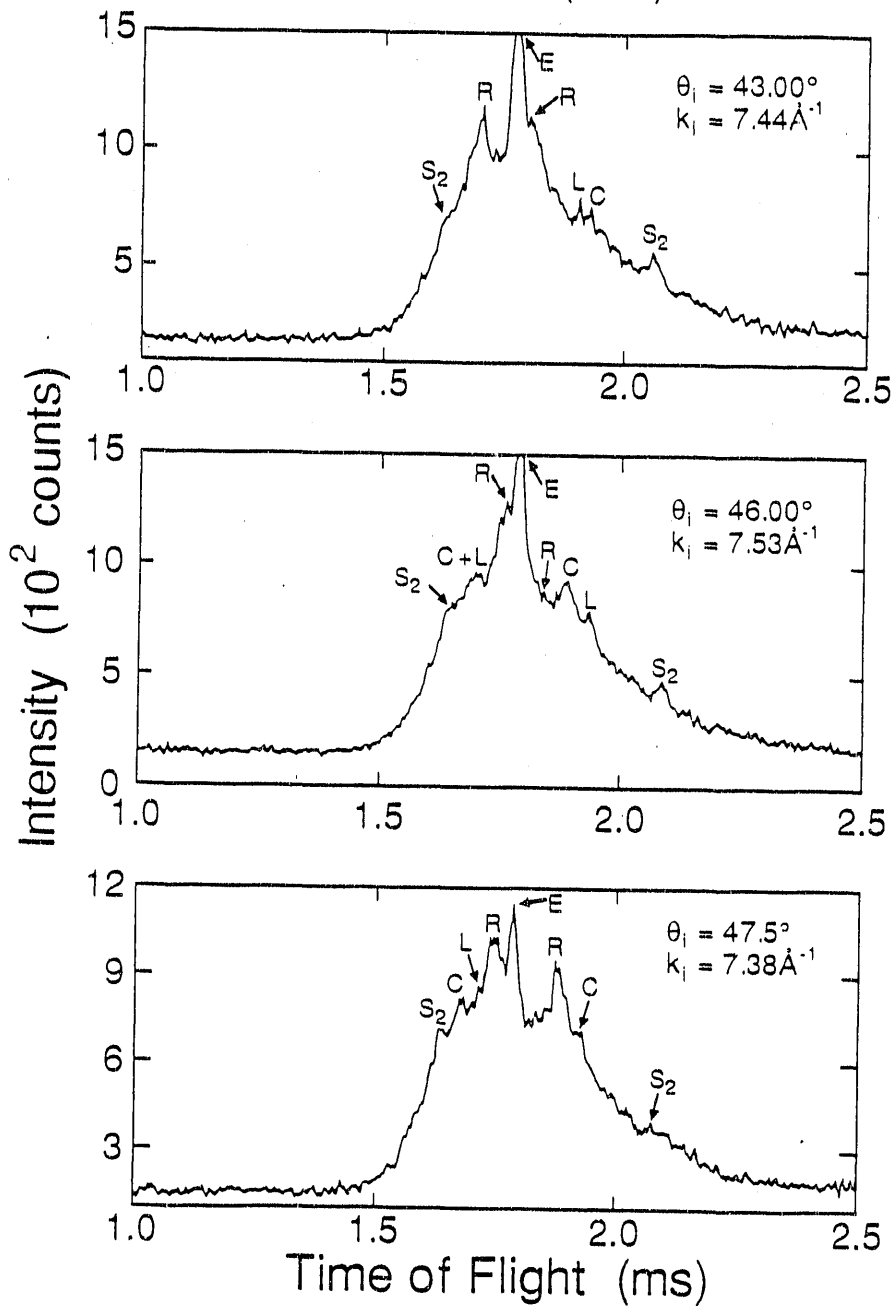 15
10
5
1.0 1.5 2.0 2.5
E
R
R
S₂
L
C
S₂
θᵢ = 43.00°
kᵢ = 7.44Å⁻¹
15
10
5
0
1.0 1.5 2.0 2.5
R
E
C+L
S₂
R
C
L
S₂
θᵢ = 46.00°
kᵢ = 7.53Å⁻¹
12
9
6
3
1.0 1.5 2.0 2.5
E
R
L
C
S₂
R
C
S₂
θᵢ = 47.5°
kᵢ = 7.38Å⁻¹
Intensity (10² counts)
Time of Flight (ms)